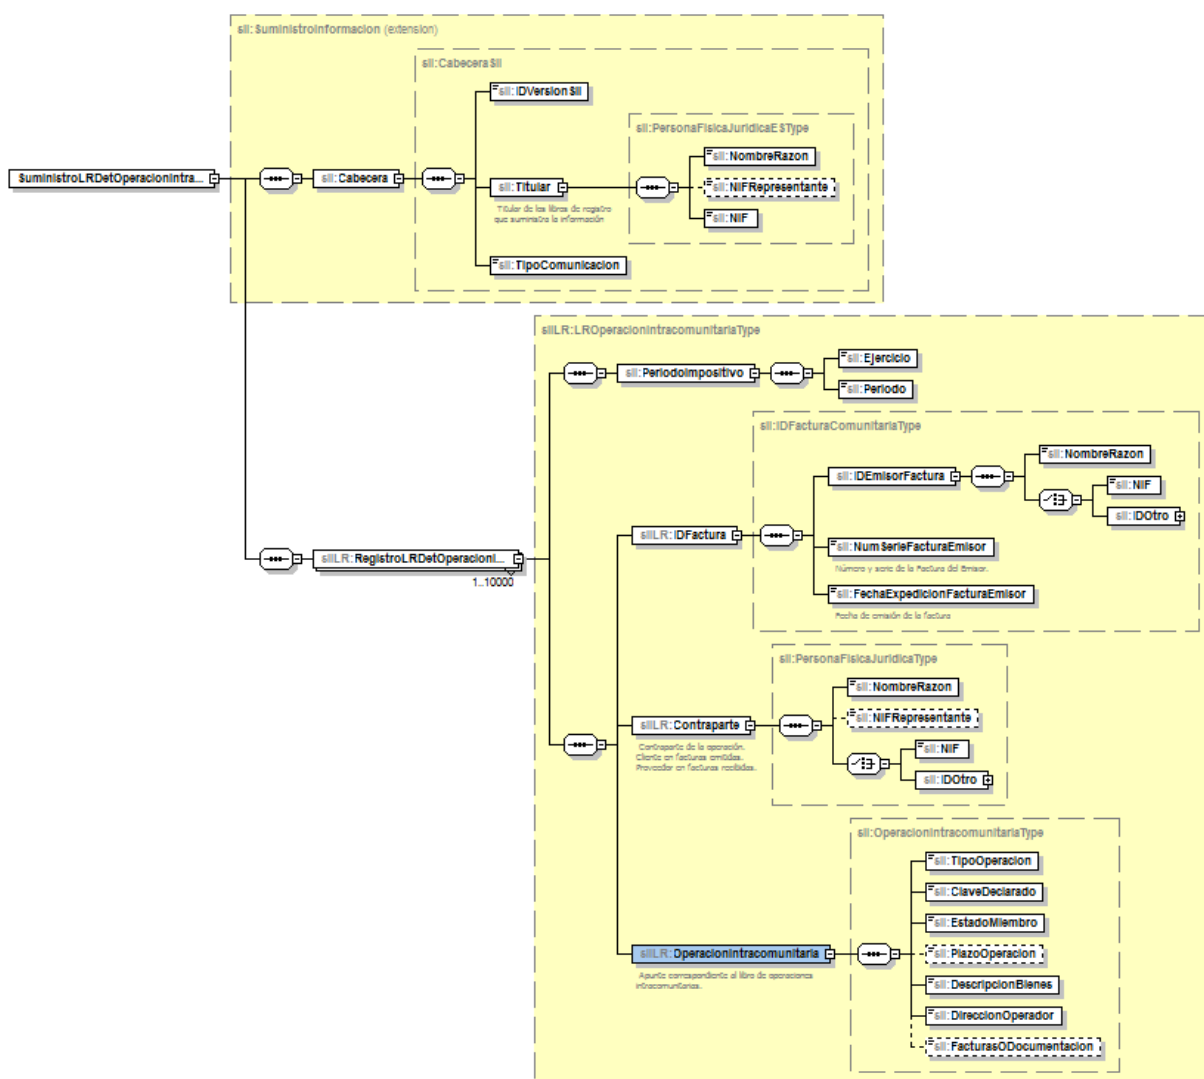 sii:SuministroInformacion (extension)
sii:CabeceraSii
sii:IDVersionSii
sii:PersonaFisicaJuridicaESType
sii:NombreRazon
SuministroLRDetOperacionIntra...
sii:Cabecera
sii:Titular
sii:NIFRepresentante
Titular de los libros de registro
que suministra la información
sii:NIF
sii:TipoComunicacion
siiLR:LROperacionIntracomunitariaType
sii:PeriodoImpositivo
sii:Ejercicio
sii:Periodo
sii:IDFacturaComunitariaType
sii:IDEmisorFactura
sii:NombreRazon
sii:NIF
sii:IDOtro
siiLR:IDFactura
sii:NumSerieFacturaEmisor
Número y serie de la Factura del Emisor.
siiLR:RegistroLRDetOperacioni...
1..10000
sii:FechaExpedicionFacturaEmisor
Fecha de emisión de la factura
sii:PersonaFisicaJuridicaType
sii:NombreRazon
siiLR:Contraparte
sii:NIFRepresentante
Contraparte de la operación.
Cliente en facturas emitidas.
Proveedor en facturas recibidas.
sii:NIF
sii:IDOtro
sii:OperacionIntracomunitariaType
sii:TipoOperacion
sii:ClaveDeclarado
sii:EstadoMiembro
siiLR:OperacionIntracomunitaria
sii:PlazoOperacion
Apunte correspondiente al libro de operaciones
intracomunitarias.
sii:DescripcionBienes
sii:DireccionOperador
sii:FacturasODocumentacion